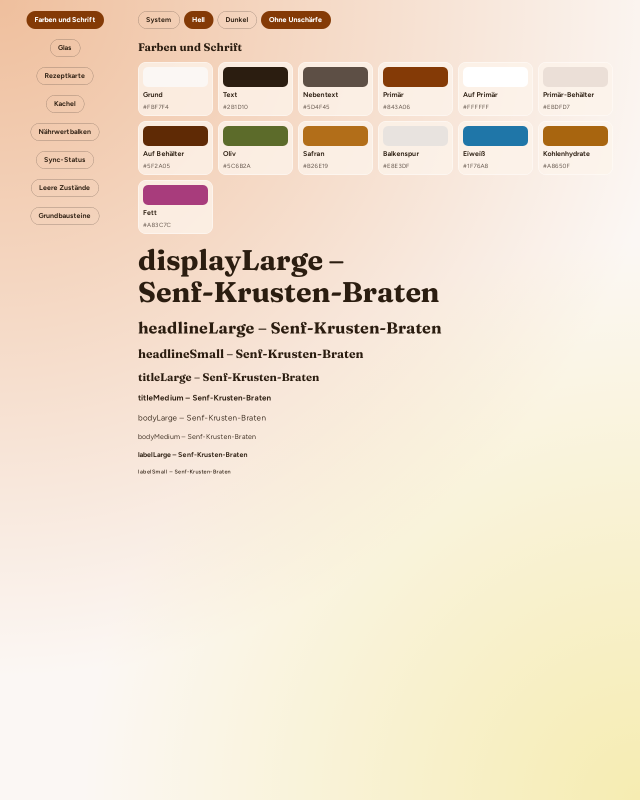 Farben und Schrift
Glas
Rezeptkarte
Kachel
Nährwertbalken
Sync-Status
Leere Zustände
Grundbausteine
System
Hell
Dunkel
Ohne Unschärfe
Farben und Schrift
Grund
#FBF7F4
Text
#2B1D10
Nebentext
#5D4F45
Primär
#843A06
Auf Primär
#FFFFFF
Primär-Behälter
#EBDFD7
Auf Behälter
#5F2A05
Oliv
#5C6B2A
Safran
#B26E19
Balkenspur
#E8E3DF
Eiweiß
#1F76AB
Kohlenhydrate
#A8650F
Fett
#A83C7C
displayLarge –
Senf-Krusten-Braten
headlineLarge – Senf-Krusten-Braten
headlineSmall – Senf-Krusten-Braten
titleLarge – Senf-Krusten-Braten
titleMedium – Senf-Krusten-Braten
bodyLarge – Senf-Krusten-Braten
bodyMedium – Senf-Krusten-Braten
labelLarge – Senf-Krusten-Braten
labelSmall – Senf-Krusten-Braten